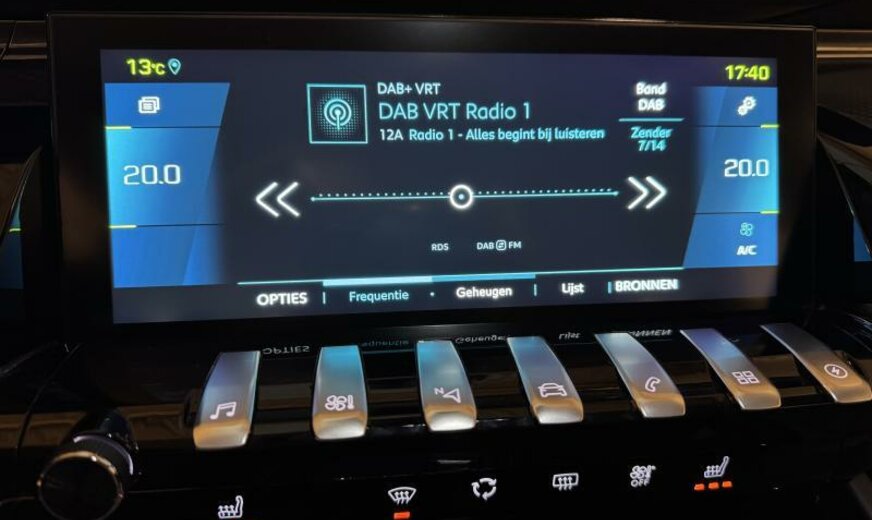 13°C
17:40
DAB+ VRT
DAB VRT Radio 1
12A Radio 1 - Alles begint bij luisteren
Band
DAB
Zender
7/14
20.0
20.0
RDS
DAB FM
A/C
OPTIES
Frequentie
Geheugen
Lijst
BRONNEN
N
OFF